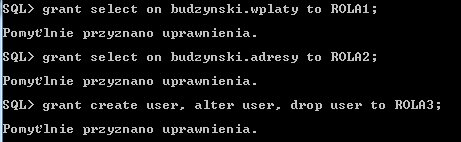 SQL> grant select on budzynski.wplaty to ROLA1;
Pomyťlnie przyznano uprawnienia.
SQL> grant select on budzynski.adresy to ROLA2;
Pomyťlnie przyznano uprawnienia.
SQL> grant create user, alter user, drop user to ROLA3;
Pomyťlnie przyznano uprawnienia.